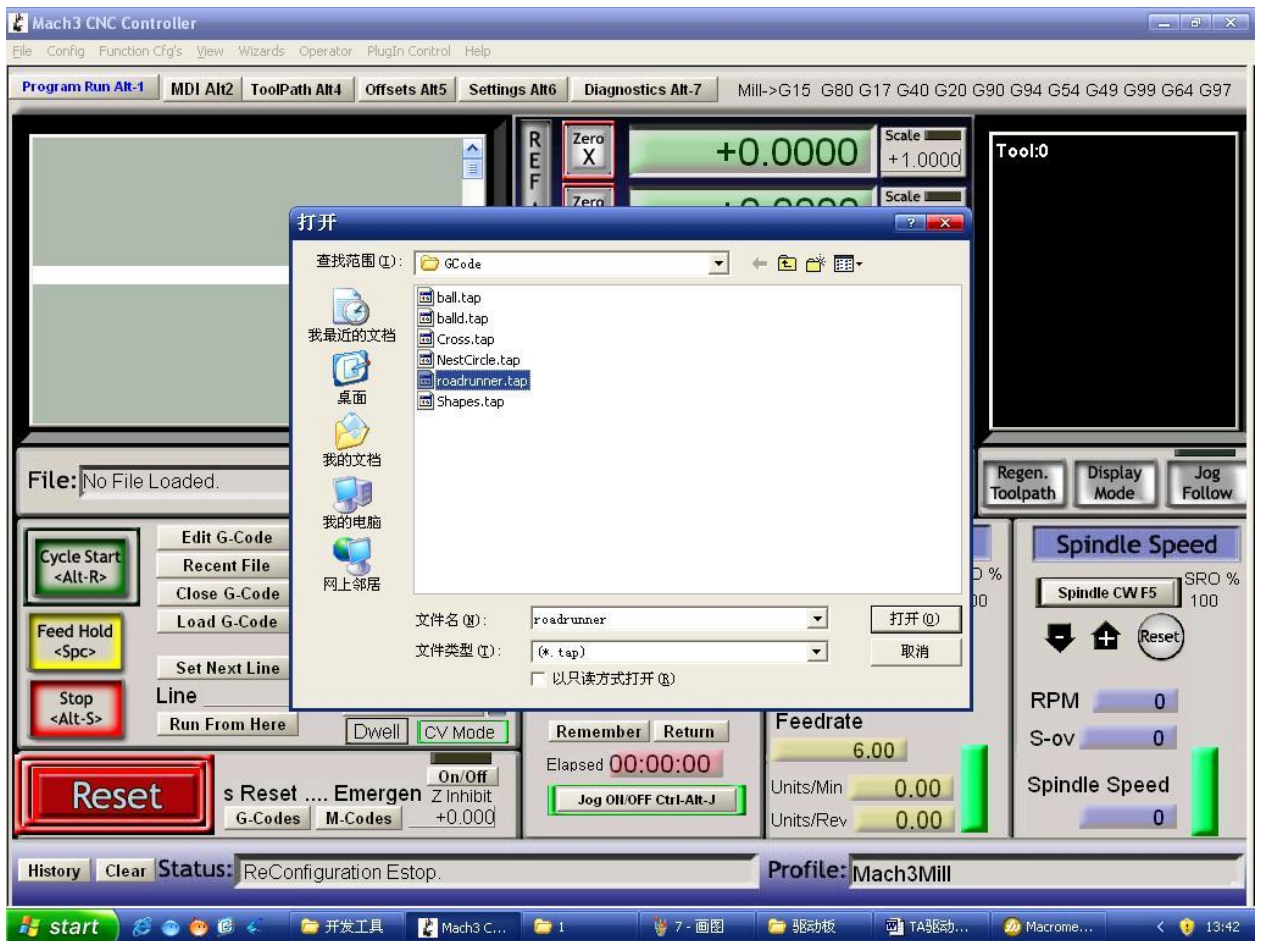 Mach3 CNC Controller
File Config Function Cfg's View Wizards Operator PlugIn Control Help
Program Run Alt-1 MDI Alt2 ToolPath Alt4 Offsets Alt5 Settings Alt6 Diagnostics Alt-7 Mill->G15 G80 G17 G40 G20 G90 G94 G54 G49 G99 G64 G97
REF
Zero X +0.0000 Scale +1.0000
Zero Scale
Tool:0
打开
查找范围(I): GCode
我最近的文档
桌面
我的文档
我的电脑
网上邻居
ball.tap
balld.tap
Cross.tap
NestCircle.tap
roadrunner.tap
Shapes.tap
文件名(N): roadrunner 打开(O)
文件类型(T): (*.tap) 取消
以只读方式打开(R)
File: No File Loaded.
Regen. Toolpath
Display Mode
Jog Follow
Cycle Start <Alt-R>
Feed Hold <Spc>
Stop <Alt-S>
Edit G-Code
Recent File
Close G-Code
Load G-Code
Set Next Line
Line
Run From Here
Dwell CV Mode
Reset
s Reset .... Emergen
G-Codes M-Codes
On/Off
Z Inhibit
+0.000
Remember Return
Elapsed 00:00:00
Jog ON/OFF Ctrl-Alt-J
Feedrate
6.00
Units/Min 0.00
Units/Rev 0.00
Spindle Speed
Spindle CW F5
SRO %
100
Reset
RPM 0
S-ov 0
Spindle Speed
0
History Clear Status: ReConfiguration Estop. Profile: Mach3Mill
start 开发工具 Mach3 C... 1 7 - 画图 驱动板 TA驱动... Macrome... 13:42